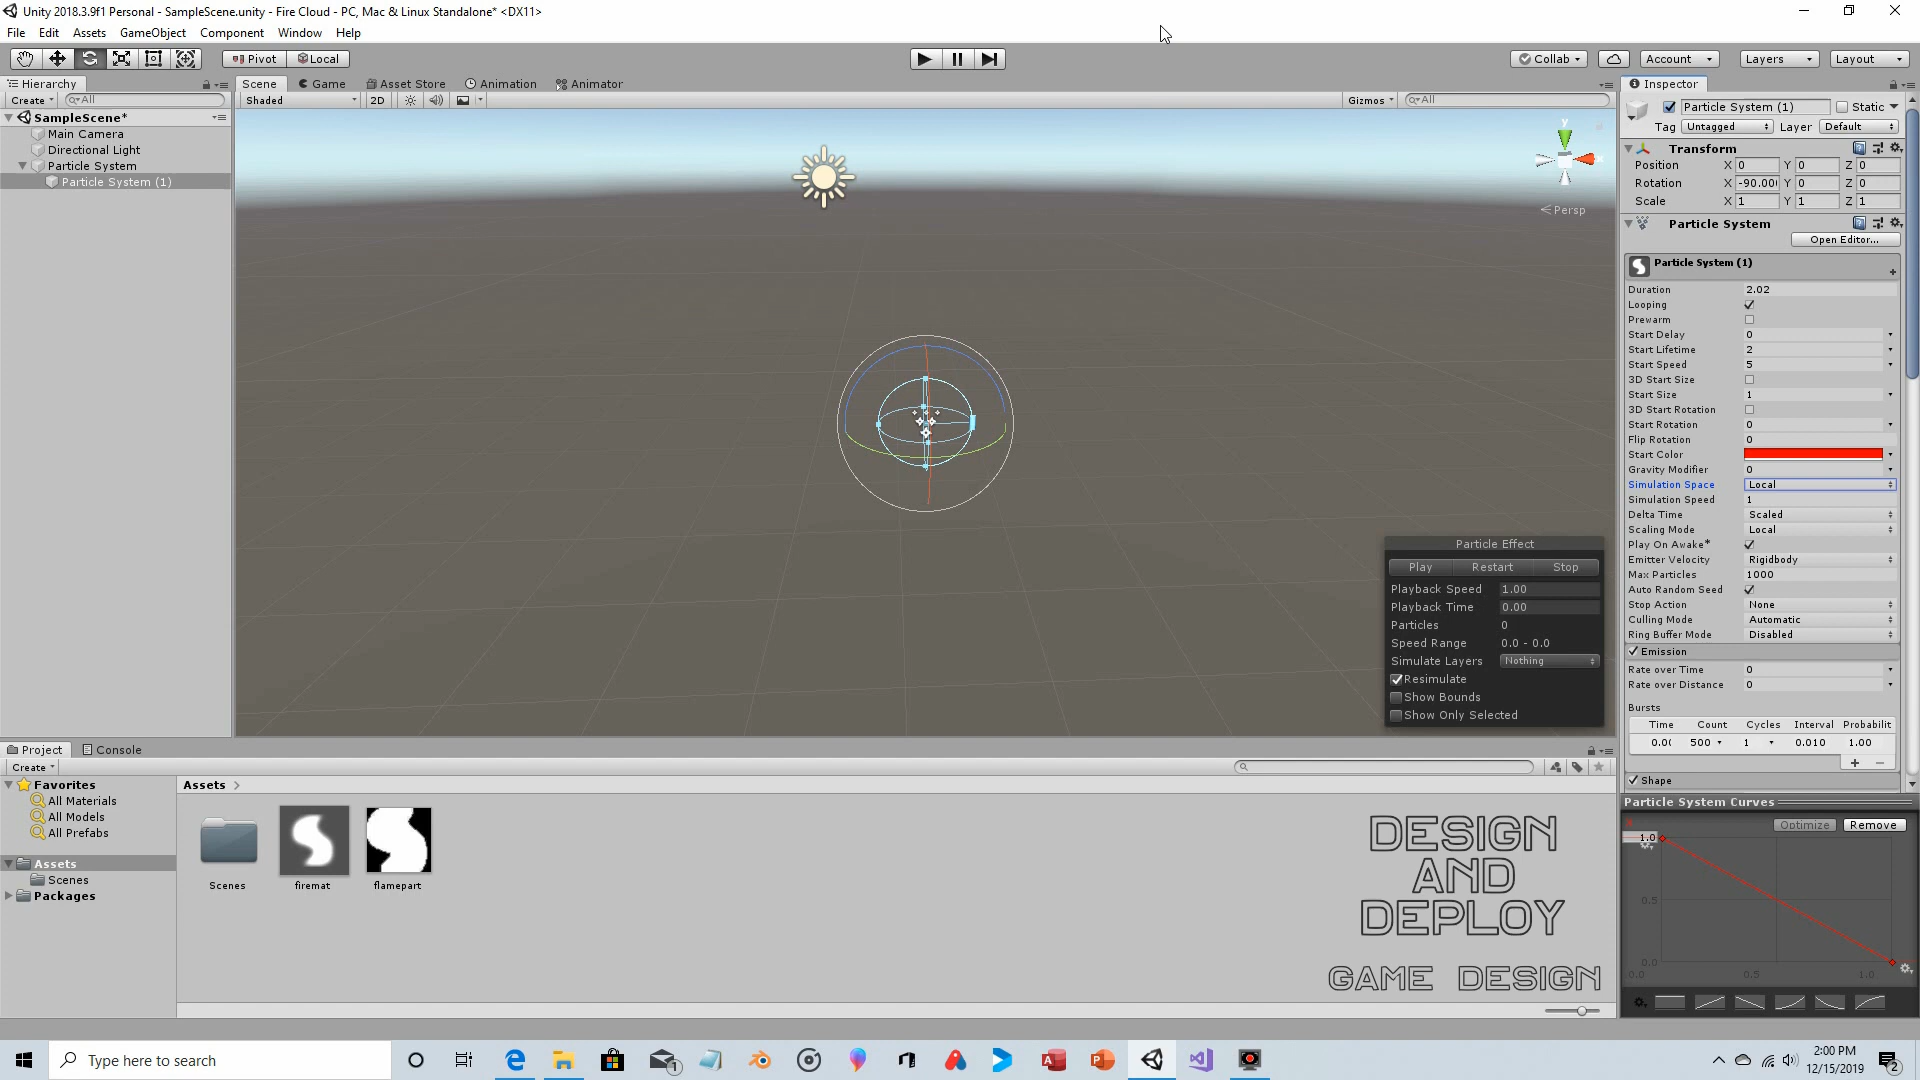 Unity 2018.3.9f1 Personal - SampleScene.unity - Fire Cloud - PC, Mac & Linux Standalone* <DX11>
File Edit Assets GameObject Component Window Help
Pivot Local Collab Account Layers Layout
Hierarchy
Create All
SampleScene*
Main Camera
Directional Light
Particle System
Particle System (1)
Scene Game Asset Store Animation Animator
Shaded 2D Gizmos All
y
Persp
Particle Effect
Play Restart Stop
Playback Speed 1.00
Playback Time 0.00
Particles 0
Speed Range 0.0 - 0.0
Simulate Layers Nothing
Resimulate
Show Bounds
Show Only Selected
Inspector
Particle System (1) Static
Tag Untagged Layer Default
Transform
Position X 0 Y 0 Z 0
Rotation X -90.00 Y 0 Z 0
Scale X 1 Y 1 Z 1
Particle System
Open Editor...
Particle System (1)
Duration 2.02
Looping
Prewarm
Start Delay 0
Start Lifetime 2
Start Speed 5
3D Start Size
Start Size 1
3D Start Rotation
Start Rotation 0
Flip Rotation 0
Start Color
Gravity Modifier 0
Simulation Space Local
Simulation Speed 1
Delta Time Scaled
Scaling Mode Local
Play On Awake*
Emitter Velocity Rigidbody
Max Particles 1000
Auto Random Seed
Stop Action None
Culling Mode Automatic
Ring Buffer Mode Disabled
Emission
Rate over Time 0
Rate over Distance 0
Bursts
Time Count Cycles Interval Probabilit
0.0 500 1 0.010 1.00
Shape
Particle System Curves
Optimize Remove
1.0
0.5
0.0
0.0 0.5 1.0
Project Console
Create
Favorites
All Materials
All Models
All Prefabs
Assets
Scenes
Packages
Assets
Scenes firemat flamepart
DESIGN
AND
DEPLOY
GAME DESIGN
Type here to search
1
2:00 PM
12/15/2019
2